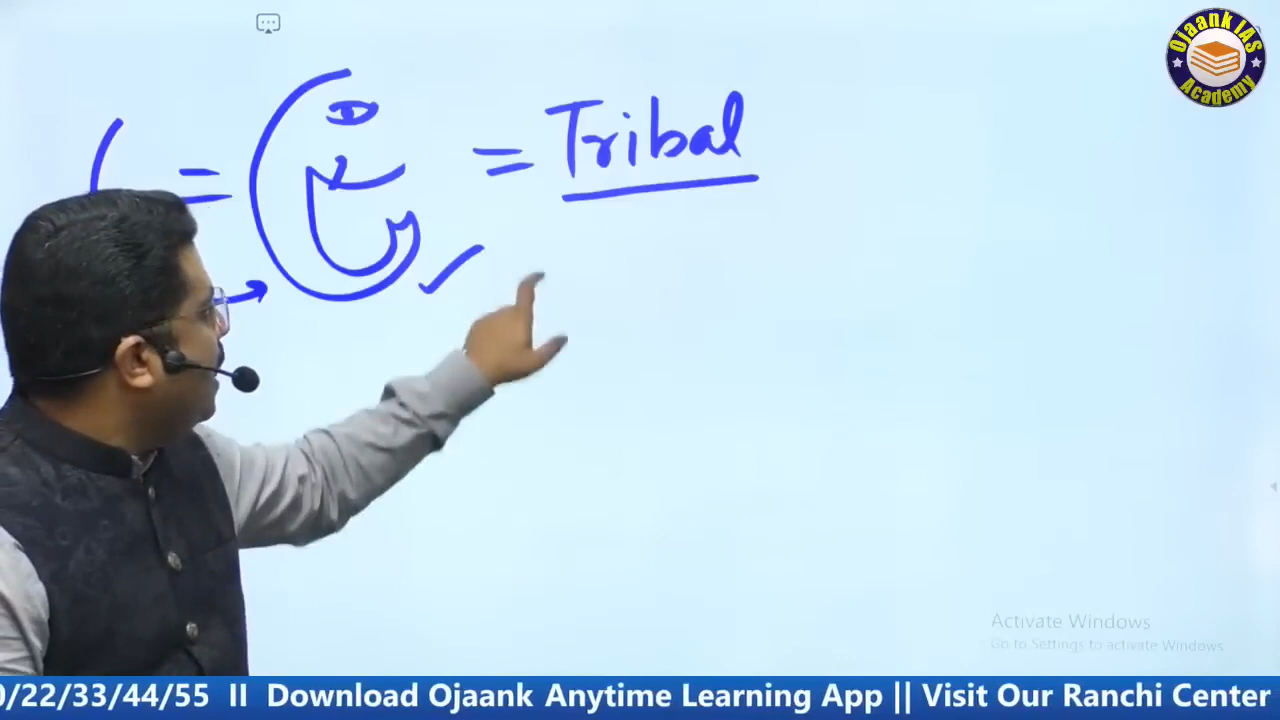 Ojaank IAS
Academy
= = Tribal
Activate Windows
Go to Settings to activate Windows
0/22/33/44/55 II Download Ojaank Anytime Learning App || Visit Our Ranchi Center